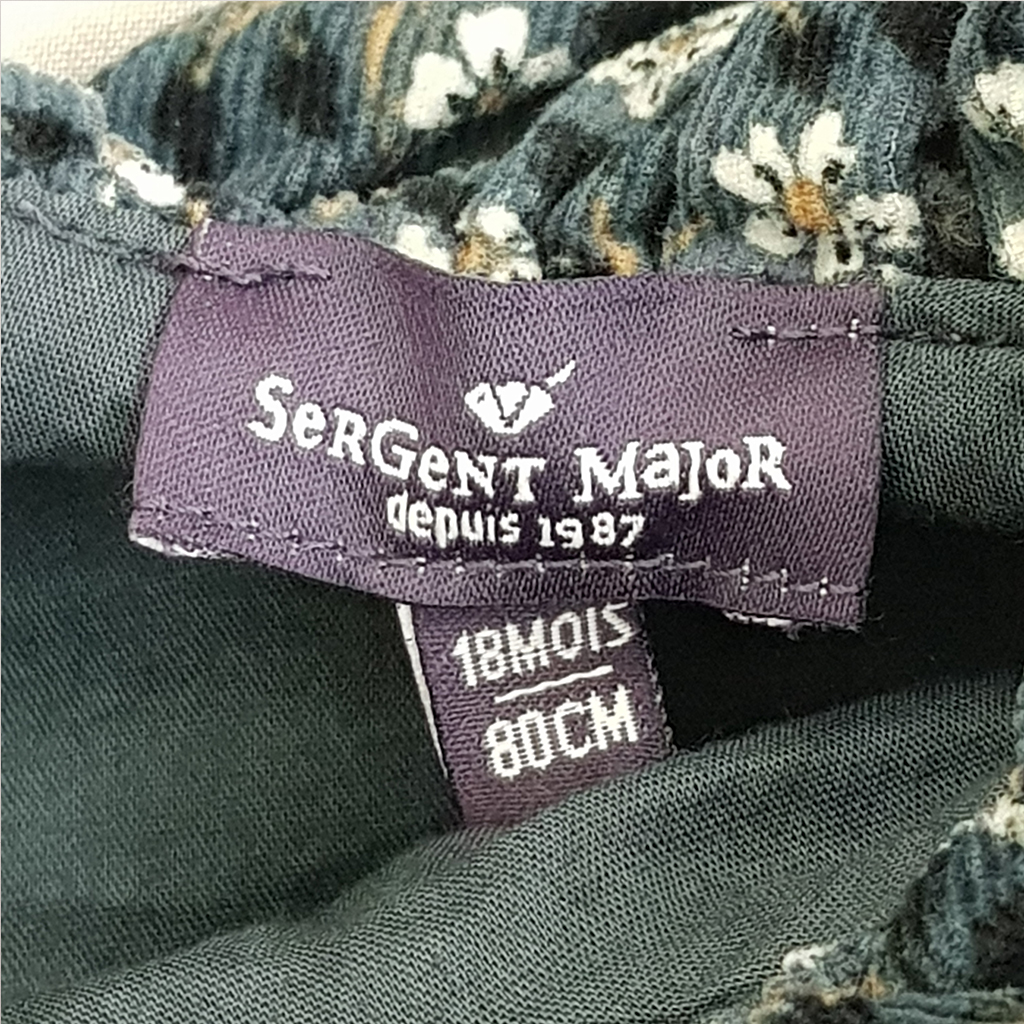 SeRGeNT MaJoR
depuis 1987
18MOIS
80CM